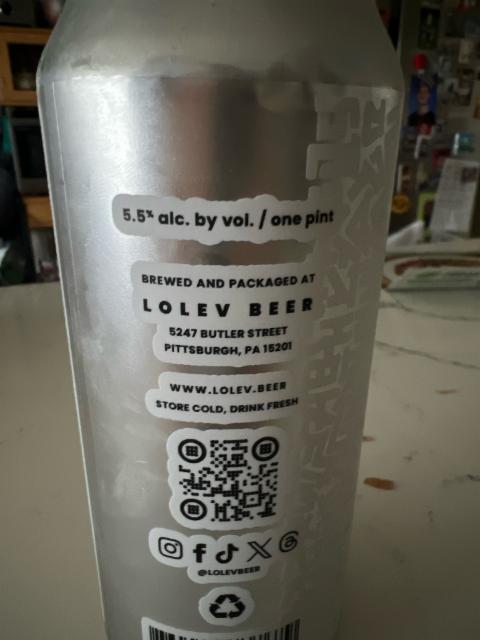 5.5% alc. by vol. / one pint
BREWED AND PACKAGED AT
LOLEV BEER
5247 BUTLER STREET
PITTSBURGH, PA 15201
WWW.LOLEV.BEER
STORE COLD, DRINK FRESH
@LOLEVBEER